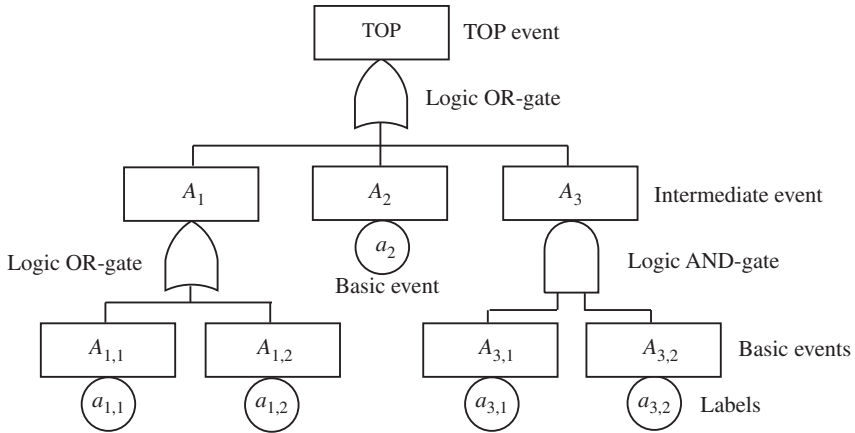 TOP TOP event
Logic OR-gate
A₁ A₂ A₃ Intermediate event
Logic OR-gate a₂ Logic AND-gate
Basic event
A₁,₁ A₁,₂ A₃,₁ A₃,₂ Basic events
a₁,₁ a₁,₂ a₃,₁ a₃,₂ Labels